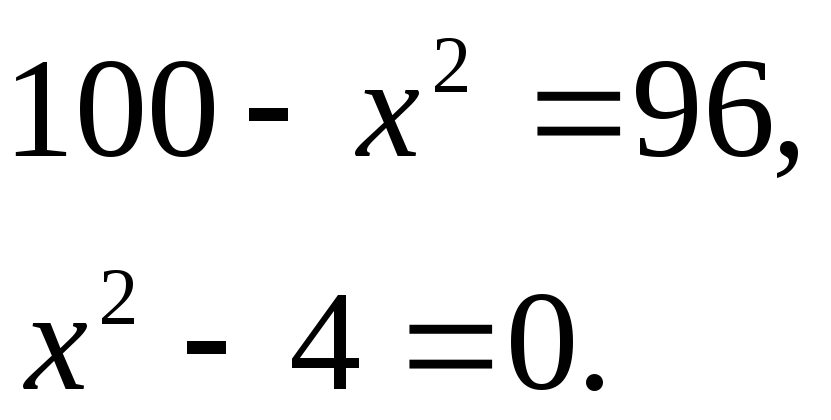 100 - x² = 96,
x² - 4 = 0.